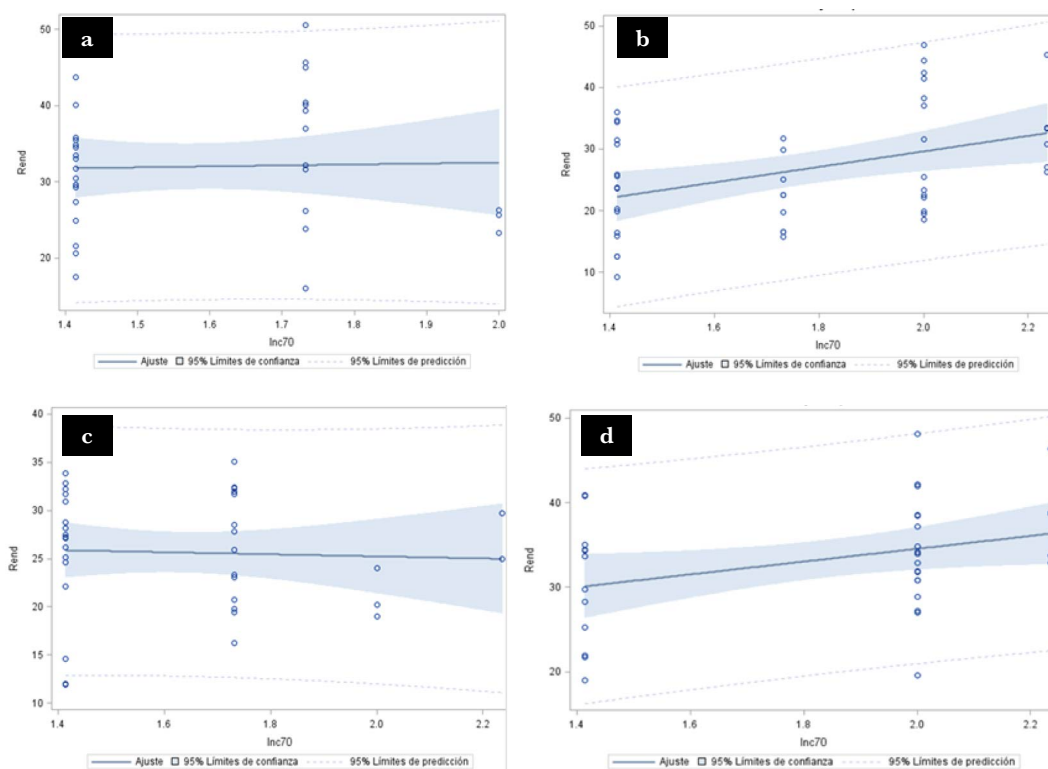 a
50
40
30
20
Rend
1.4 1.5 1.6 1.7 1.8 1.9 2.0
Inc70
Ajuste 95% Límites de confianza 95% Límites de predicción
b
50
40
30
20
10
Rend
1.4 1.6 1.8 2.0 2.2
Inc70
Ajuste 95% Límites de confianza 95% Límites de predicción
c
40
35
30
25
20
15
10
Rend
1.4 1.6 1.8 2.0 2.2
Inc70
Ajuste 95% Límites de confianza 95% Límites de predicción
d
50
40
30
20
Rend
1.4 1.6 1.8 2.0 2.2
Inc70
Ajuste 95% Límites de confianza 95% Límites de predicción